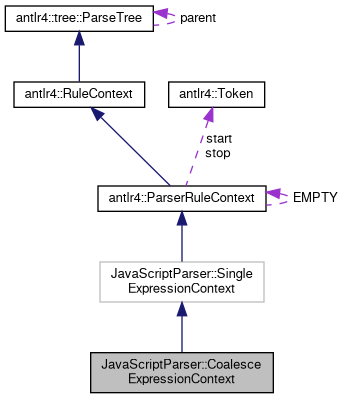 antlr4::tree::ParseTree
parent
antlr4::RuleContext
antlr4::Token
start
stop
antlr4::ParserRuleContext
EMPTY
JavaScriptParser::Single
ExpressionContext
JavaScriptParser::Coalesce
ExpressionContext